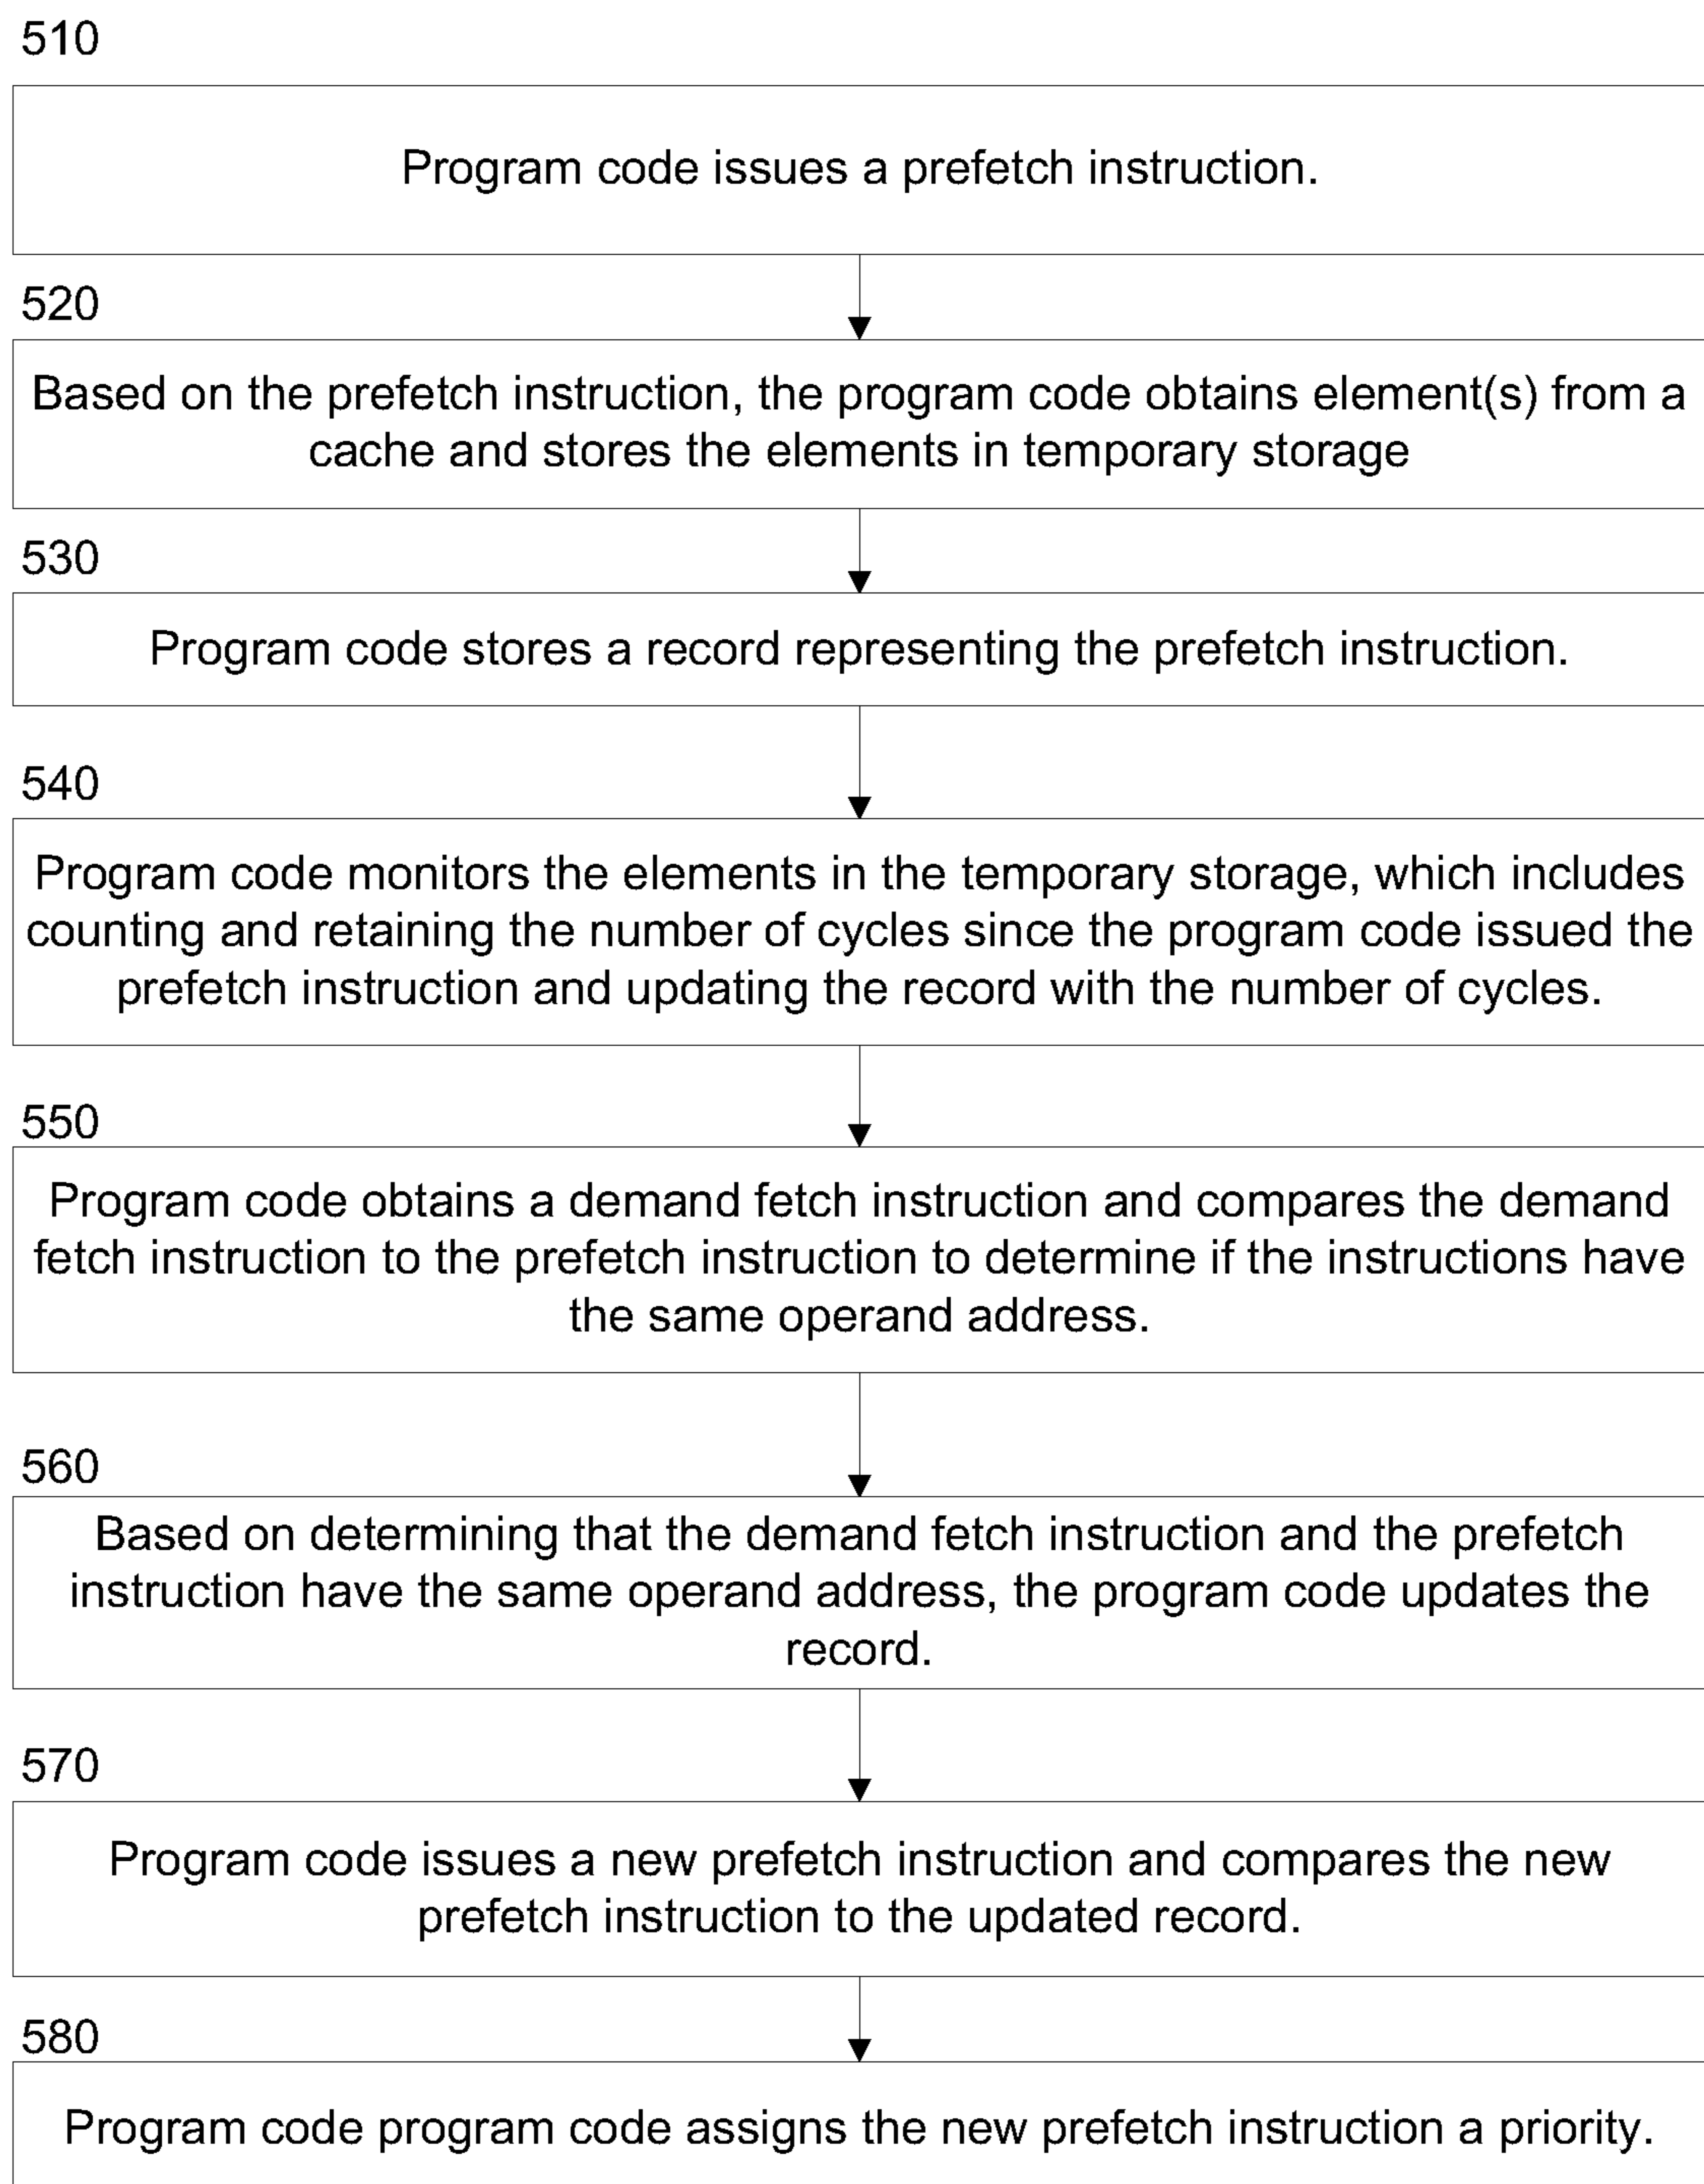 510
Program code issues a prefetch instruction.
520
Based on the prefetch instruction, the program code obtains element(s) from a
cache and stores the elements in temporary storage
530
Program code stores a record representing the prefetch instruction.
540
Program code monitors the elements in the temporary storage, which includes
counting and retaining the number of cycles since the program code issued the
prefetch instruction and updating the record with the number of cycles.
550
Program code obtains a demand fetch instruction and compares the demand
fetch instruction to the prefetch instruction to determine if the instructions have
the same operand address.
560
Based on determining that the demand fetch instruction and the prefetch
instruction have the same operand address, the program code updates the
record.
570
Program code issues a new prefetch instruction and compares the new
prefetch instruction to the updated record.
580
Program code program code assigns the new prefetch instruction a priority.